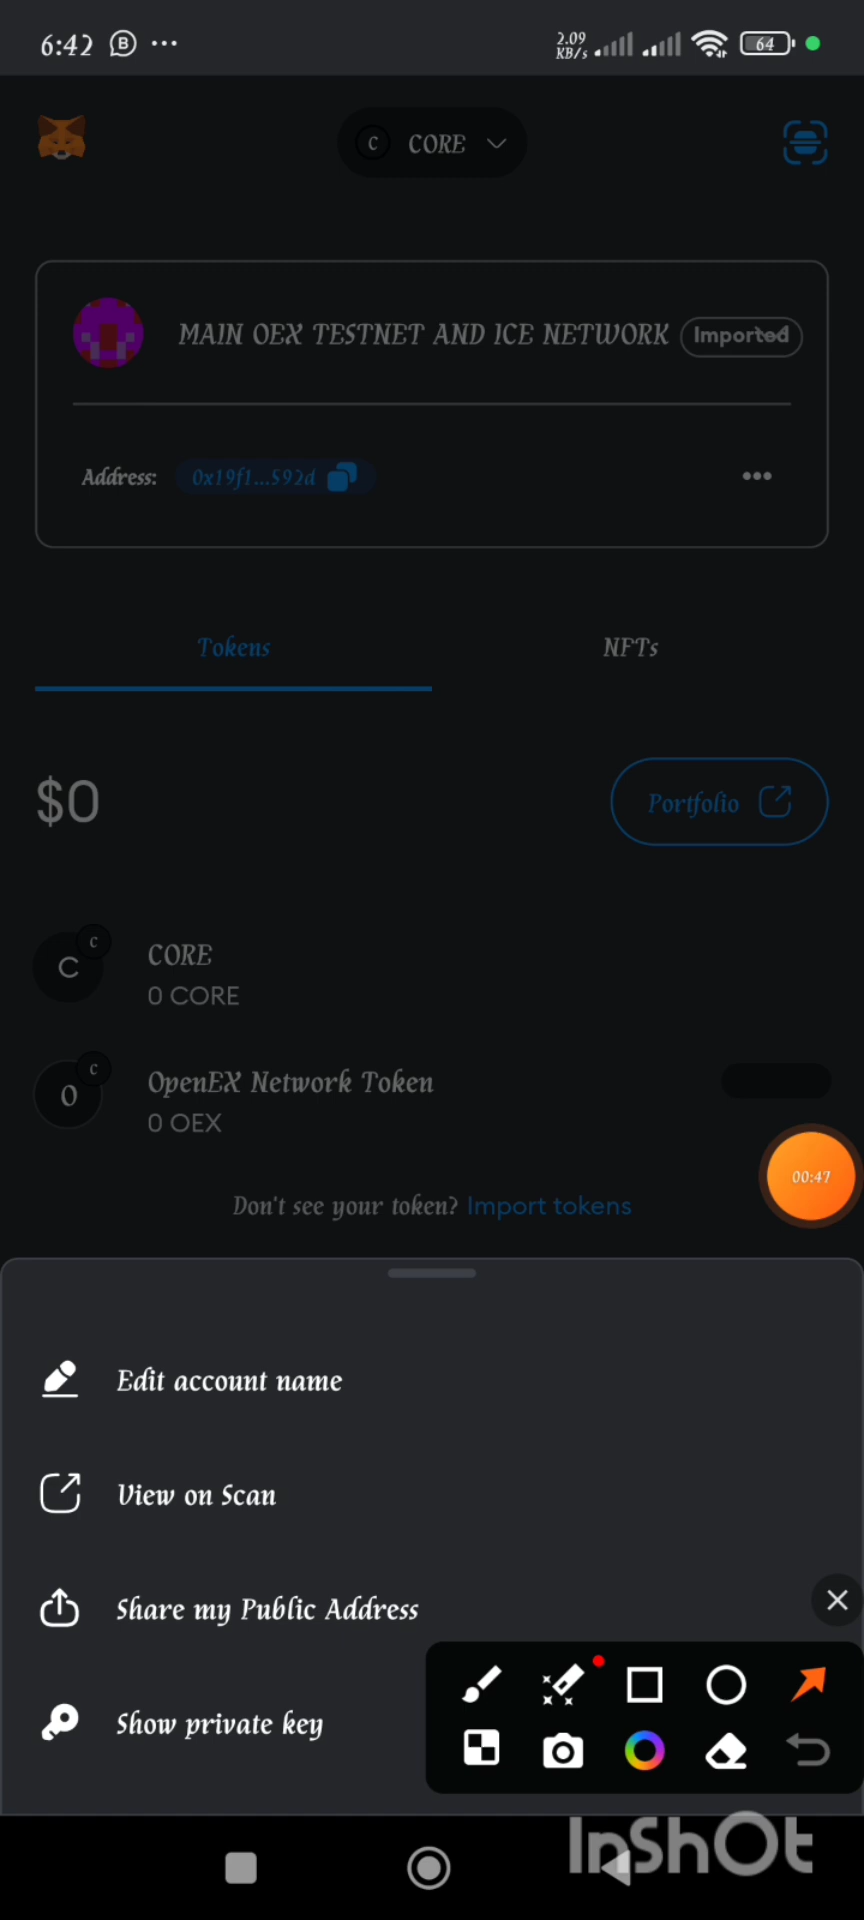 6:42 B ...
2.09
KB/s
64
C CORE
MAIN OEX TESTNET AND ICE NETWORK Imported
Address: 0x19f1...592d
Tokens NFTs
$0 Portfolio
C
C
CORE
0 CORE
C
O
OpenEX Network Token
0 OEX
00:47
Don't see your token? Import tokens
Edit account name
View on Scan
Share my Public Address
Show private key
InShOt